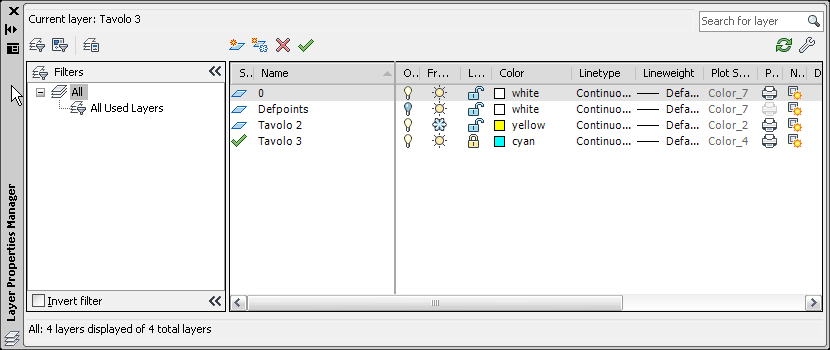 Current layer: Tavolo 3
Search for layer
Filters
All
All Used Layers
Invert filter
S.. Name O.. Fr... L... Color Linetype Lineweight Plot S... P... N.. D
0 white Continuo... Defa... Color_7
Defpoints white Continuo... Defa... Color_7
Tavolo 2 yellow Continuo... Defa... Color_2
Tavolo 3 cyan Continuo... Defa... Color_4
All: 4 layers displayed of 4 total layers
Layer Properties Manager